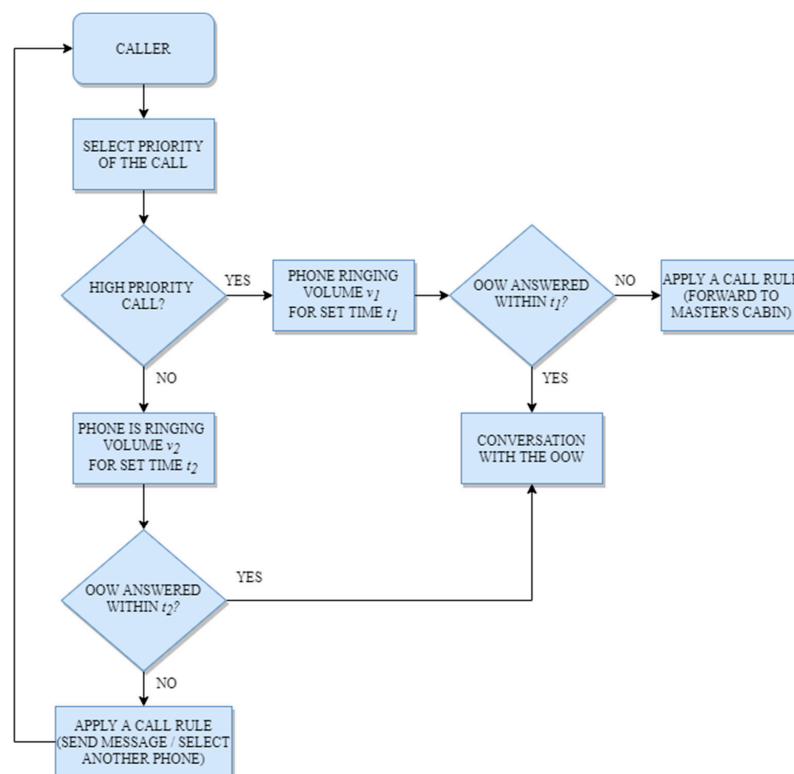 CALLER
SELECT PRIORITY
OF THE CALL
HIGH PRIORITY
CALL?
YES
PHONE RINGING
VOLUME v1
FOR SET TIME t1
OOW ANSWERED
WITHIN t1?
NO
APPLY A CALL RULE
(FORWARD TO
MASTER'S CABIN)
NO
YES
PHONE IS RINGING
VOLUME v2
FOR SET TIME t2
CONVERSATION
WITH THE OOW
OOW ANSWERED
WITHIN t2?
YES
NO
APPLY A CALL RULE
(SEND MESSAGE / SELECT
ANOTHER PHONE)